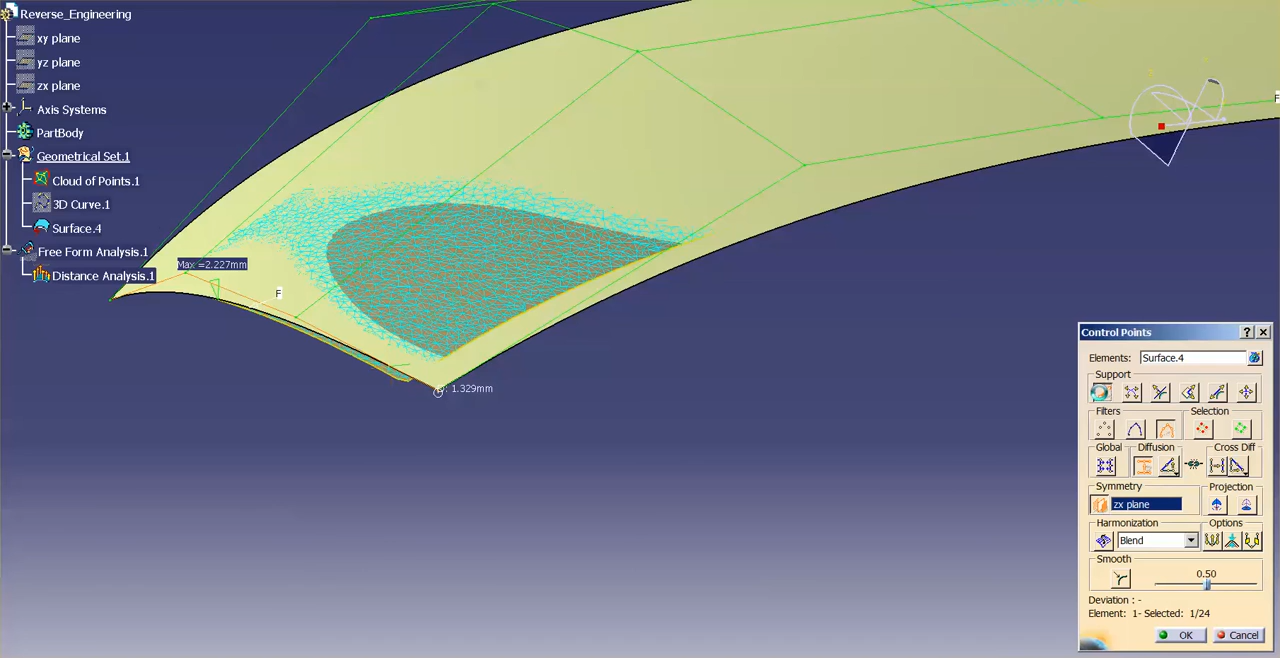 Reverse_Engineering
xy plane
yz plane
zx plane
Axis Systems
PartBody
Geometrical Set.1
Cloud of Points.1
3D Curve.1
Surface.4
Free Form Analysis.1
Distance Analysis.1
Max =2.227mm
F
1.329mm
F
Control Points
Elements: Surface.4
Support
Filters Selection
Global Diffusion Cross Diff
Symmetry Projection
zx plane
Harmonization Options
Blend
Smooth
0.50
Deviation : -
Element: 1- Selected: 1/24
OK Cancel